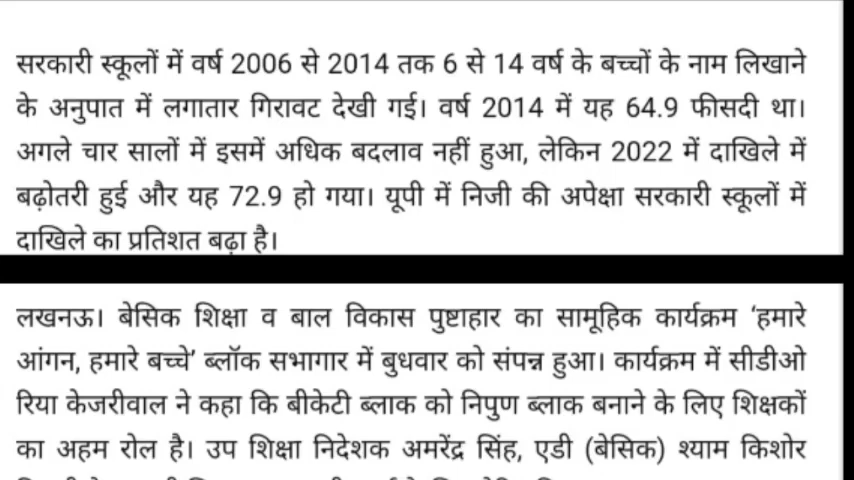 सरकारी स्कूलों में वर्ष 2006 से 2014 तक 6 से 14 वर्ष के बच्चों के नाम लिखाने
के अनुपात में लगातार गिरावट देखी गई। वर्ष 2014 में यह 64.9 फीसदी था।
अगले चार सालों में इसमें अधिक बदलाव नहीं हुआ, लेकिन 2022 में दाखिले में
बढ़ोतरी हुई और यह 72.9 हो गया। यूपी में निजी की अपेक्षा सरकारी स्कूलों में
दाखिले का प्रतिशत बढ़ा है।
लखनऊ। बेसिक शिक्षा व बाल विकास पुष्टाहार का सामूहिक कार्यक्रम ‘हमारे
आंगन, हमारे बच्चे’ ब्लॉक सभागार में बुधवार को संपन्न हुआ। कार्यक्रम में सीडीओ
रिया केजरीवाल ने कहा कि बीकेटी ब्लाक को निपुण ब्लाक बनाने के लिए शिक्षकों
का अहम रोल है। उप शिक्षा निदेशक अमरेंद्र सिंह, एडी (बेसिक) श्याम किशोर